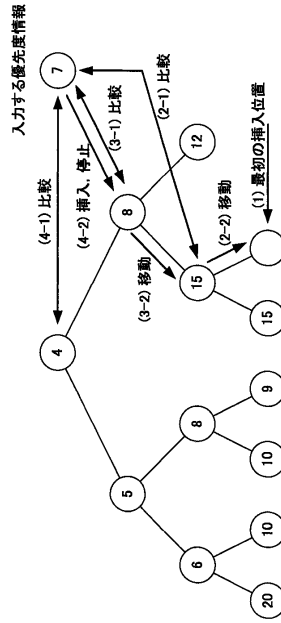 入力する優先度情報
7
(4-1) 比較
(4-2) 挿入, 停止
(3-1) 比較
(2-1) 比較
4
8
12
(3-2) 移動
(2-2) 移動
(1) 最初の挿入位置
5
15
6
8
15
20
10
10
9